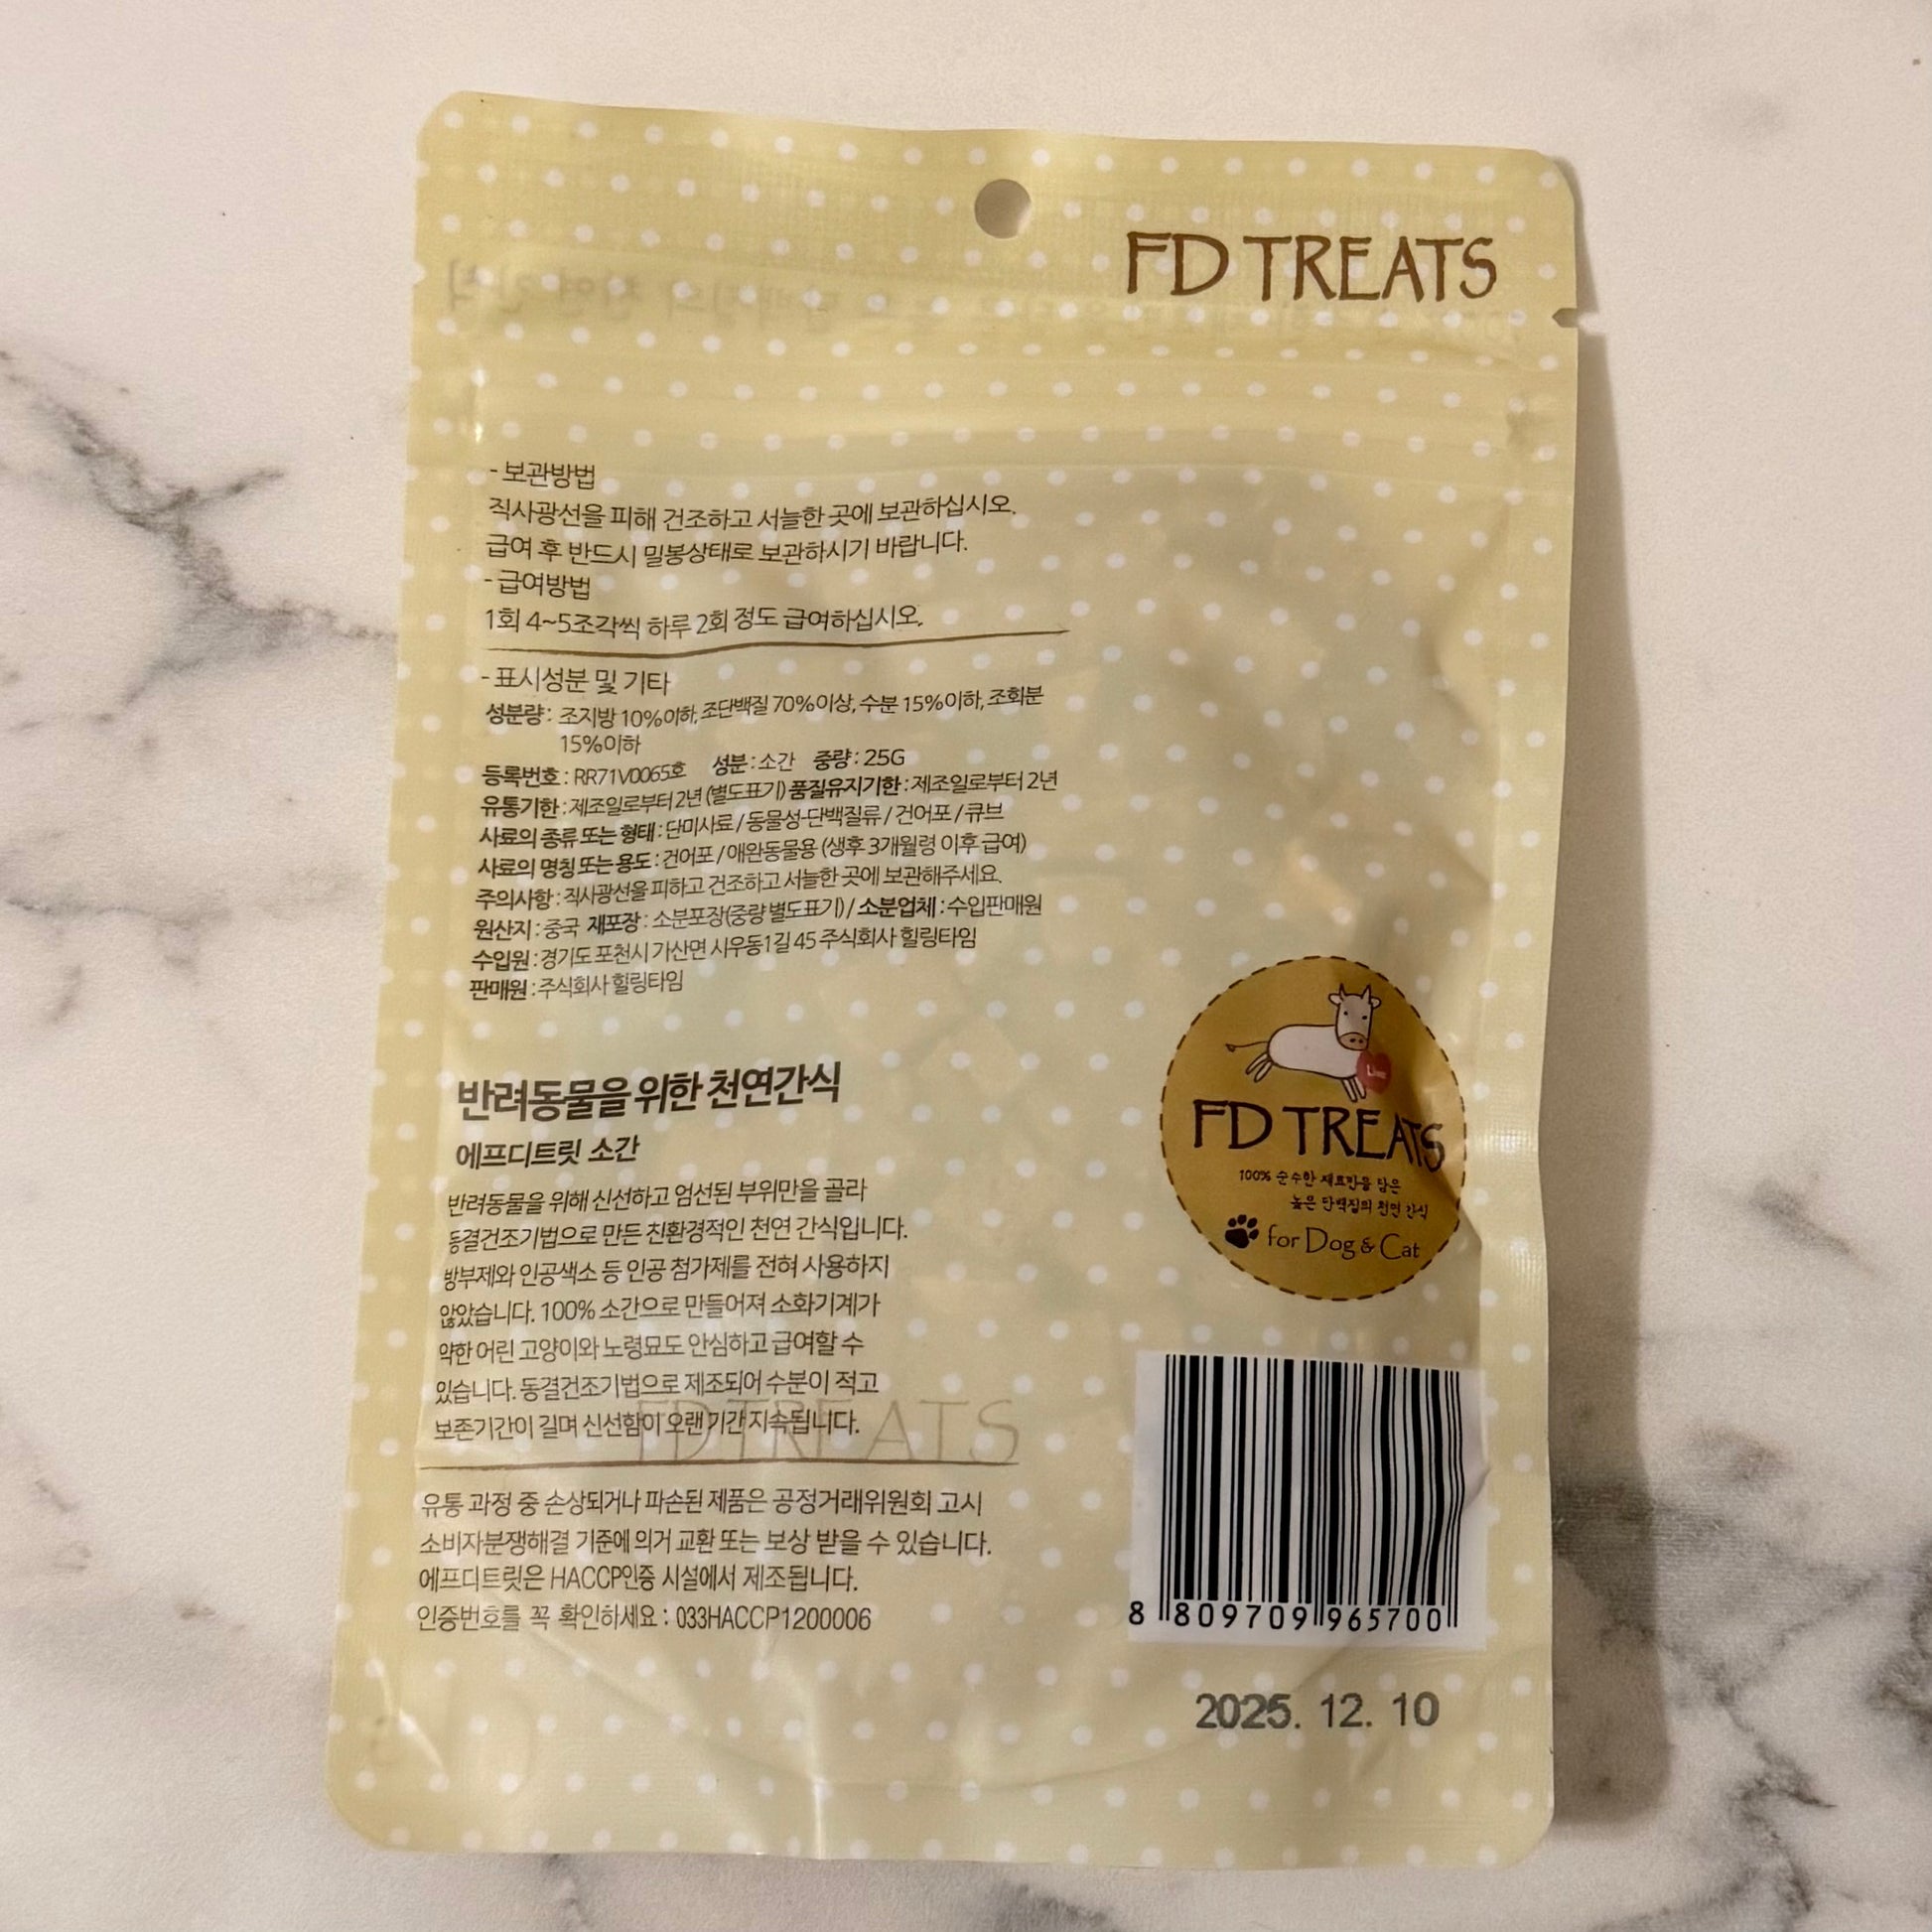 FD TREATS
- 보관방법
직사광선을 피해 건조하고 서늘한 곳에 보관하십시오.
급여 후 반드시 밀봉상태로 보관하시기 바랍니다.
- 급여방법
1회 4~5조각씩 하루 2회 정도 급여하십시오.
- 표시성분 및 기타
성분량 : 조지방 10%이하, 조단백질 70%이상, 수분 15%이하, 조회분
15%이하
등록번호 : RR71V0065호 성분 : 소간 중량 : 25G
유통기한 : 제조일로부터 2년 (별도표기) 품질유지기한 : 제조일로부터 2년
사료의 종류 또는 형태 : 단미사료 / 동물성-단백질류 / 건어포 / 큐브
사료의 명칭 또는 용도 : 건어포 / 애완동물용 (생후 3개월령 이후 급여)
주의사항 : 직사광선을 피하고 건조하고 서늘한 곳에 보관해주세요.
원산지 : 중국 재포장 : 소분포장(중량 별도표기) / 소분업체 : 수입판매원
수입원 : 경기도 포천시 가산면 시우동1길 45 주식회사 힐링타임
판매원 : 주식회사 힐링타임
반려동물을 위한 천연간식
에프디트릿 소간
반려동물을 위해 신선하고 엄선된 부위만을 골라
동결건조기법으로 만든 친환경적인 천연 간식입니다.
방부제와 인공색소 등 인공 첨가제를 전혀 사용하지
않았습니다. 100% 소간으로 만들어져 소화기계가
약한 어린 고양이와 노령묘도 안심하고 급여할 수
있습니다. 동결건조기법으로 제조되어 수분이 적고
보존기간이 길며 신선함이 오랜기간 지속됩니다.
FD TREATS
유통 과정 중 손상되거나 파손된 제품은 공정거래위원회 고시
소비자분쟁해결 기준에 의거 교환 또는 보상 받을 수 있습니다.
에프디트릿은 HACCP인증 시설에서 제조됩니다.
인증번호를 꼭 확인하세요 : 033HACCP1200006
FD TREATS
100% 순수한 재료만을 담은
높은 단백질의 천연 간식
for Dog & Cat
8 809709 965700
2025. 12. 10